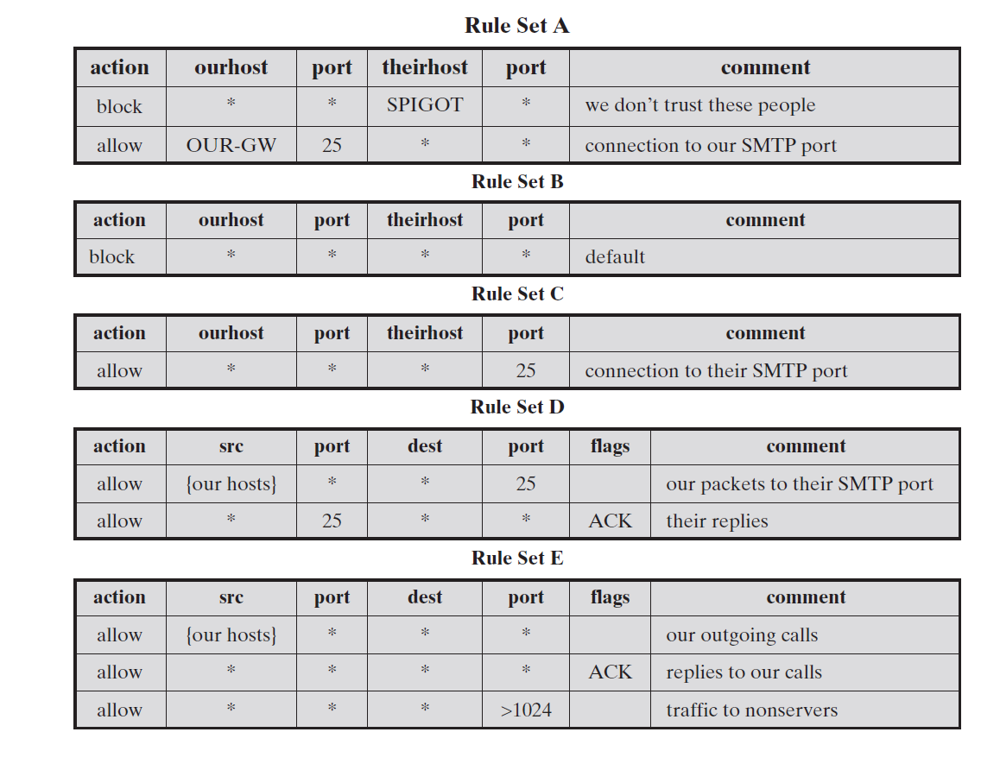 Rule Set A
action ourhost port theirhost port comment
block * * SPIGOT * we don’t trust these people
allow OUR-GW 25 * * connection to our SMTP port
Rule Set B
action ourhost port theirhost port comment
block * * * * default
Rule Set C
action ourhost port theirhost port comment
allow * * * 25 connection to their SMTP port
Rule Set D
action src port dest port flags comment
allow {our hosts} * * 25 our packets to their SMTP port
allow * 25 * * ACK their replies
Rule Set E
action src port dest port flags comment
allow {our hosts} * * * our outgoing calls
allow * * * * ACK replies to our calls
allow * * * >1024 traffic to nonservers